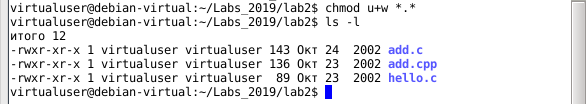 virtualuser@debian-virtual:~/Labs_2019/lab2$ chmod u+w *.*
virtualuser@debian-virtual:~/Labs_2019/lab2$ ls -l
итого 12
-rwxr-xr-x 1 virtualuser virtualuser 143 Окт 24  2002 add.c
-rwxr-xr-x 1 virtualuser virtualuser 136 Окт 23  2002 add.cpp
-rwxr-xr-x 1 virtualuser virtualuser  89 Окт 23  2002 hello.c
virtualuser@debian-virtual:~/Labs_2019/lab2$